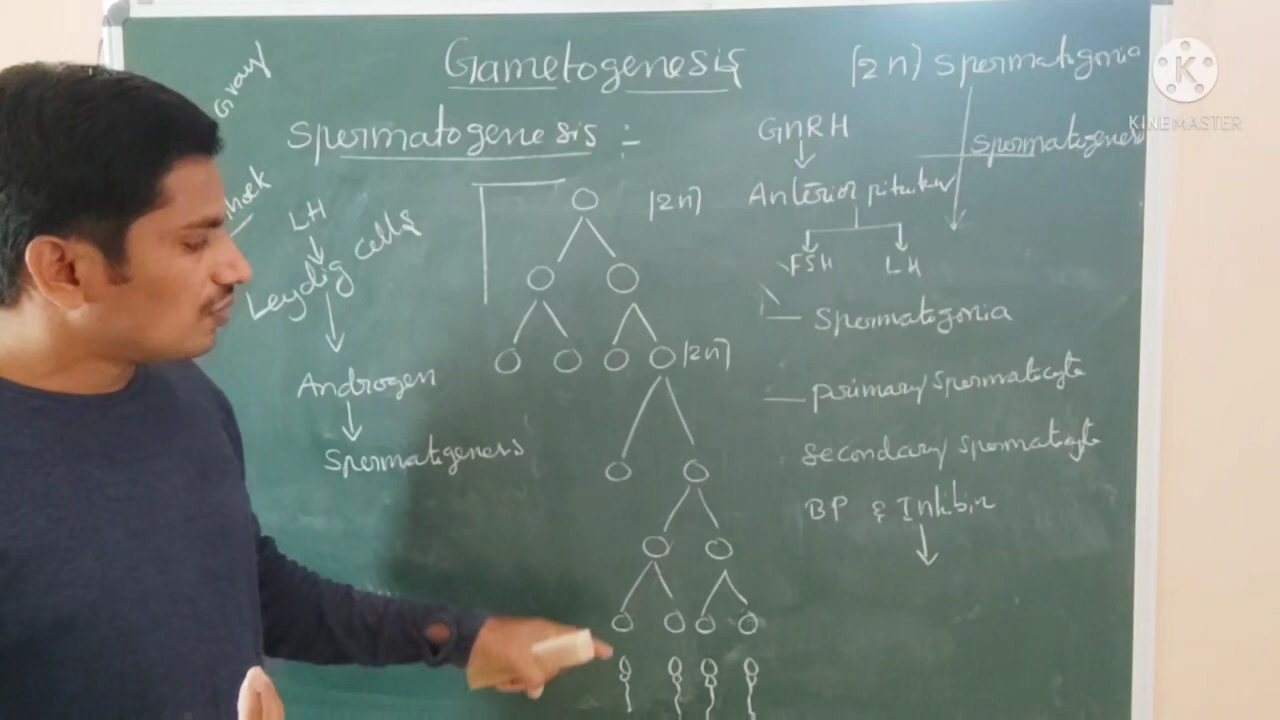 Gametogenesis
Spermatogenesis :-
Graaf
LH
Leydig cells
Androgen
Spermatogenesis
|2n|
|2n|
GnRH
Anterior pituitary
FSH LH
Spermatogonia
primary spermatocyte
secondary spermatocyte
BP & Inhibin
(2n) spermatogonia
spermatogenesis
K
KINEMASTER